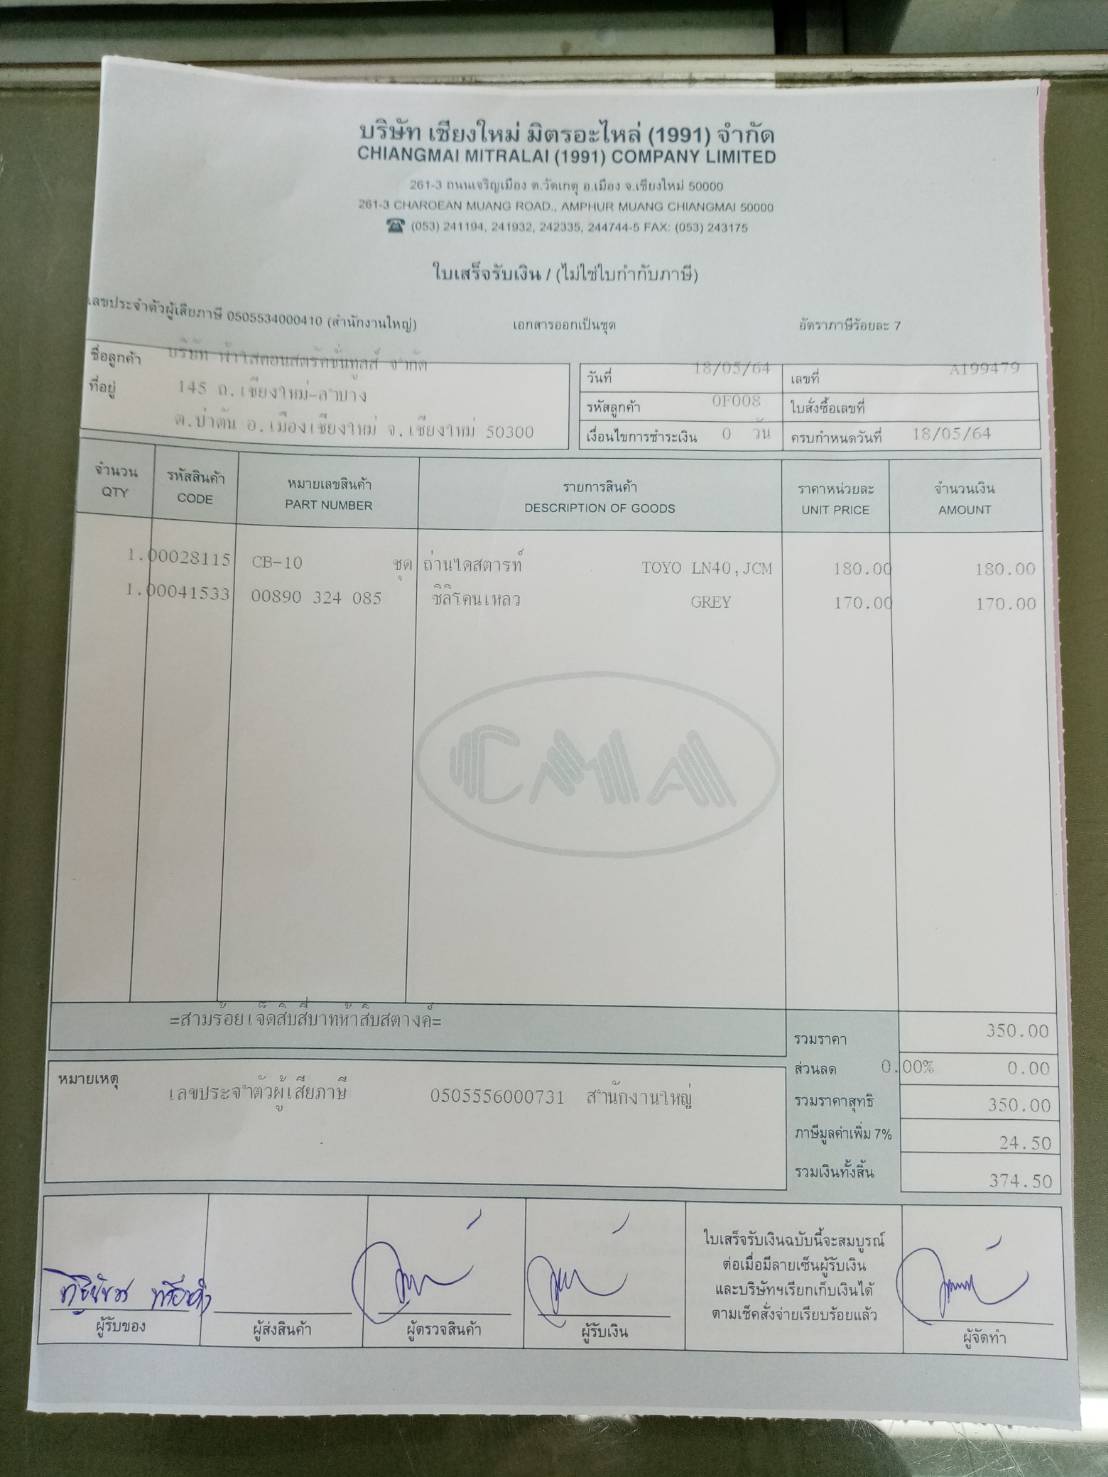 บริษัท เชียงใหม่ มิตรอะไหล่ (1991) จำกัด
CHIANGMAI MITRALAI (1991) COMPANY LIMITED
261-3 ถนนเจริญเมือง ต.วัดเกตุ อ.เมือง จ.เชียงใหม่ 50000
261-3 CHAROEAN MUANG ROAD., AMPHUR MUANG CHIANGMAI 50000
☎ (053) 241194, 241932, 242335, 244744-5 FAX: (053) 243175
ใบเสร็จรับเงิน / (ไม่ใช่ใบกำกับภาษี)
เลขประจำตัวผู้เสียภาษี 0505534000410 (สำนักงานใหญ่) เอกสารออกเป็นชุด อัตราภาษีร้อยละ 7
ชื่อลูกค้า บริษัท จำกัด
ที่อยู่ 145 ถ.เชียงใหม่-ลำปาง
ต.ป่าตัน อ.เมืองเชียงใหม่ จ.เชียงใหม่ 50300
วันที่ 18/05/64 เลขที่ A199479
รหัสลูกค้า 0F008 ใบสั่งซื้อเลขที่
เงื่อนไขการชำระเงิน 0 วัน ครบกำหนดวันที่ 18/05/64
จำนวน รหัสสินค้า หมายเลขสินค้า รายการสินค้า ราคาหน่วยละ จำนวนเงิน
QTY CODE PART NUMBER DESCRIPTION OF GOODS UNIT PRICE AMOUNT
1.00028115 CB-10 ชุด ถ่านไดสตารท์ TOYO LN40,JCM 180.00 180.00
1.00041533 00890 324 085 ซิลิโคนเหลว GREY 170.00 170.00
CMA
=สามร้อยเจ็ดสิบสี่บาทห้าสิบสตางค์=
รวมราคา 350.00
ส่วนลด 0.00% 0.00
หมายเหตุ เลขประจำตัวผู้เสียภาษี 0505556000731 สำนักงานใหญ่
รวมราคาสุทธิ 350.00
ภาษีมูลค่าเพิ่ม 7% 24.50
รวมเงินทั้งสิ้น 374.50
ใบเสร็จรับเงินฉบับนี้จะสมบูรณ์
ต่อเมื่อมีลายเซ็นผู้รับเงิน
และบริษัทฯเรียกเก็บเงินได้
ตามเช็คสั่งจ่ายเรียบร้อยแล้ว
ผู้รับของ ผู้ส่งสินค้า ผู้ตรวจสินค้า ผู้รับเงิน ผู้จัดทำ